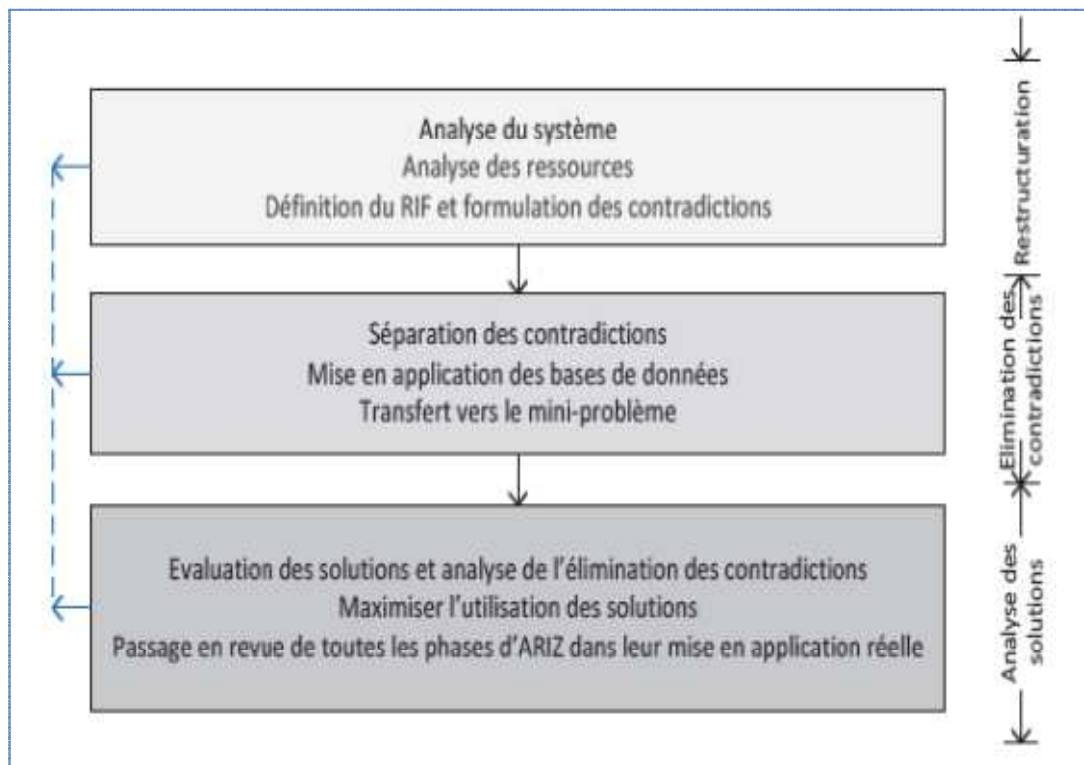 Analyse du système
Analyse des ressources
Définition du RIF et formulation des contradictions
Restructuration
Séparation des contradictions
Mise en application des bases de données
Transfert vers le mini-problème
Elimination des
contradictions
Evaluation des solutions et analyse de l'élimination des contradictions
Maximiser l'utilisation des solutions
Passage en revue de toutes les phases d'ARIZ dans leur mise en application réelle
Analyse des
solutions